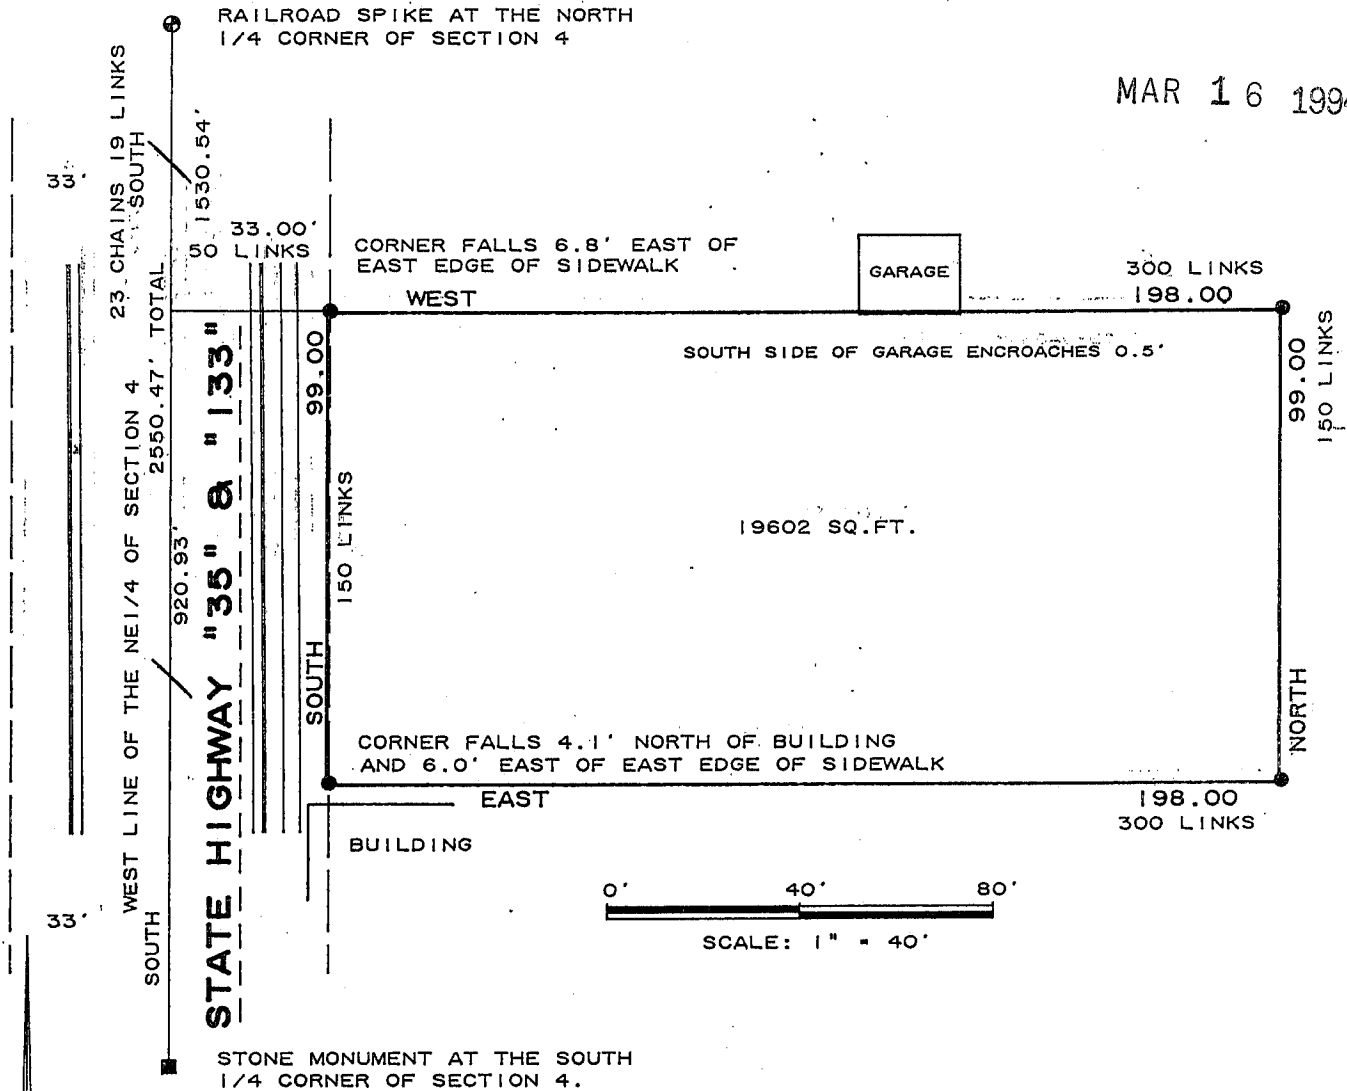 RAILROAD SPIKE AT THE NORTH
1/4 CORNER OF SECTION 4
MAR 16 199
23 CHAINS 19 LINKS
SOUTH
1530.54'
33'
33.00'
50 LINKS
CORNER FALLS 6.8' EAST OF
EAST EDGE OF SIDEWALK
WEST
GARAGE
300 LINKS
198.00
SOUTH SIDE OF GARAGE ENCROACHES 0.5'
99.00
150 LINKS
99.00
150 LINKS
WEST LINE OF THE NE1/4 OF SECTION 4
2550.47' TOTAL
920.93'
STATE HIGHWAY "35" & "133"
19602 SQ.FT.
SOUTH
NORTH
CORNER FALLS 4.1' NORTH OF BUILDING
AND 6.0' EAST OF EAST EDGE OF SIDEWALK
EAST
198.00
300 LINKS
BUILDING
33'
SOUTH
0' 40' 80'
SCALE: 1" = 40'
STONE MONUMENT AT THE SOUTH
1/4 CORNER OF SECTION 4.